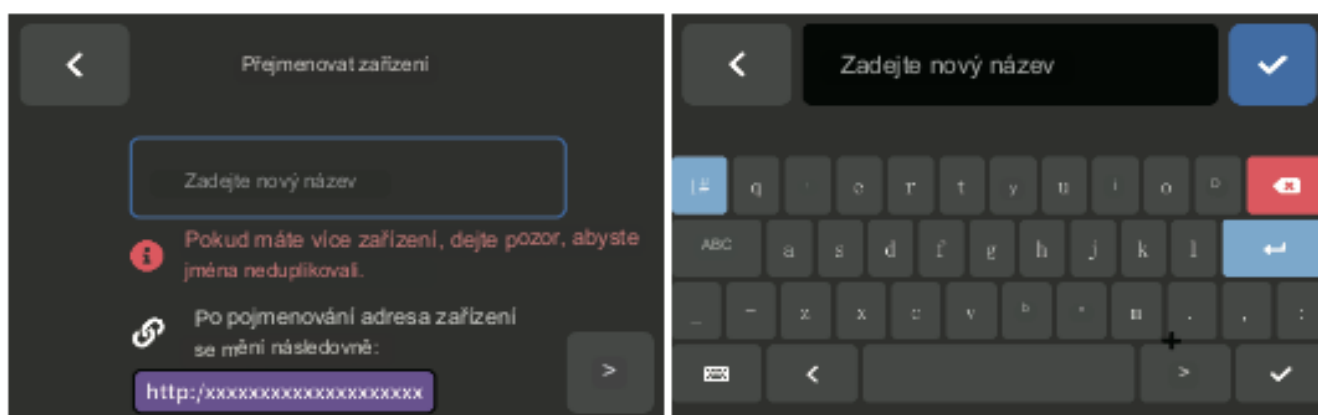 Přejmenovat zařízení
Zadejte nový název
Pokud máte více zařízení, dejte pozor, abyste
jména neduplikovali.
Po pojmenování adresa zařízení
se mění následovně:
http:/xxxxxxxxxxxxxxxxxxxx
>
Zadejte nový název
q e r t y u i o p
ABC a s d f g h j k l
_ - z x c v b m . , :
>